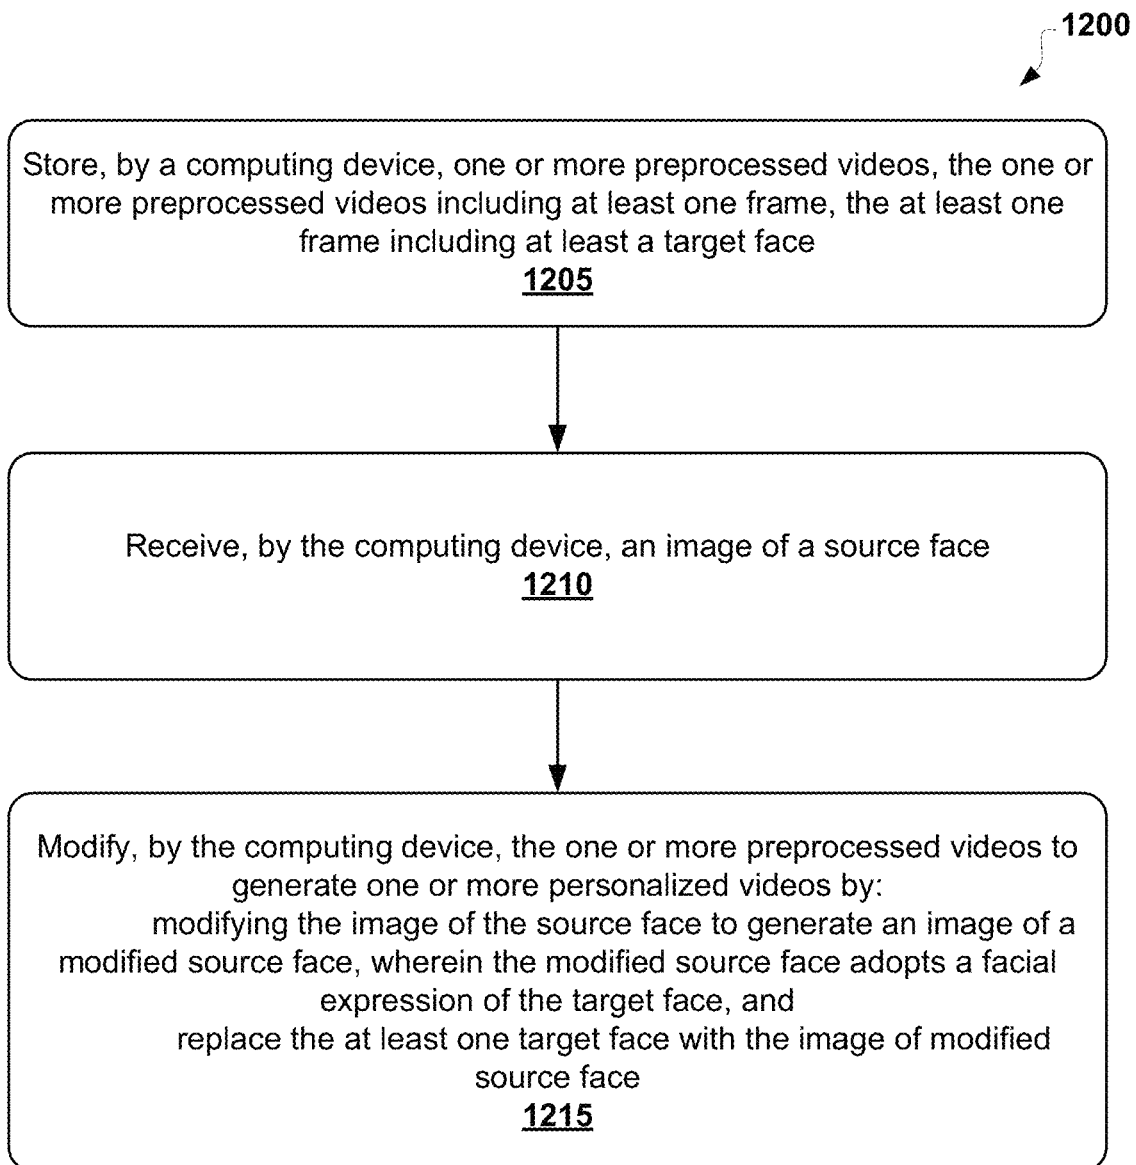 1200
Store, by a computing device, one or more preprocessed videos, the one or
more preprocessed videos including at least one frame, the at least one
frame including at least a target face
1205
Receive, by the computing device, an image of a source face
1210
Modify, by the computing device, the one or more preprocessed videos to
generate one or more personalized videos by:
modifying the image of the source face to generate an image of a
modified source face, wherein the modified source face adopts a facial
expression of the target face, and
replace the at least one target face with the image of modified
source face
1215